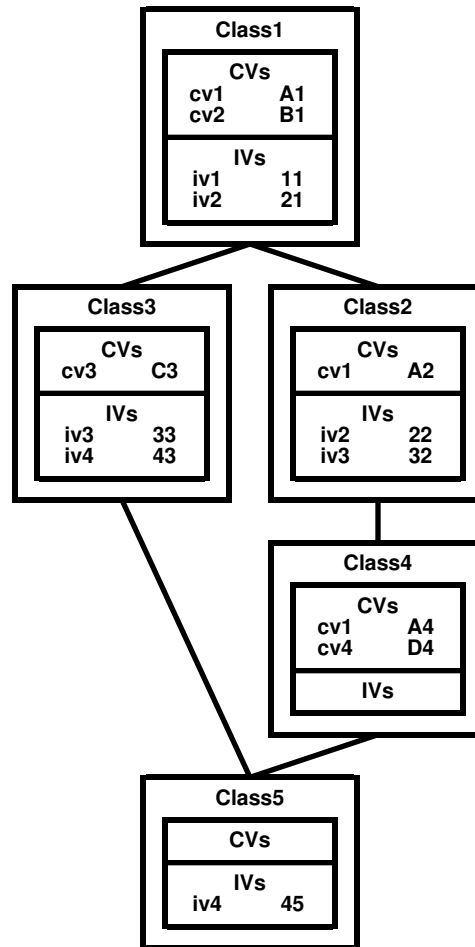 Class1
CVs
cv1 A1
cv2 B1
IVs
iv1 11
iv2 21
Class3
CVs
cv3 C3
IVs
iv3 33
iv4 43
Class2
CVs
cv1 A2
IVs
iv2 22
iv3 32
Class4
CVs
cv1 A4
cv4 D4
IVs
Class5
CVs
IVs
iv4 45